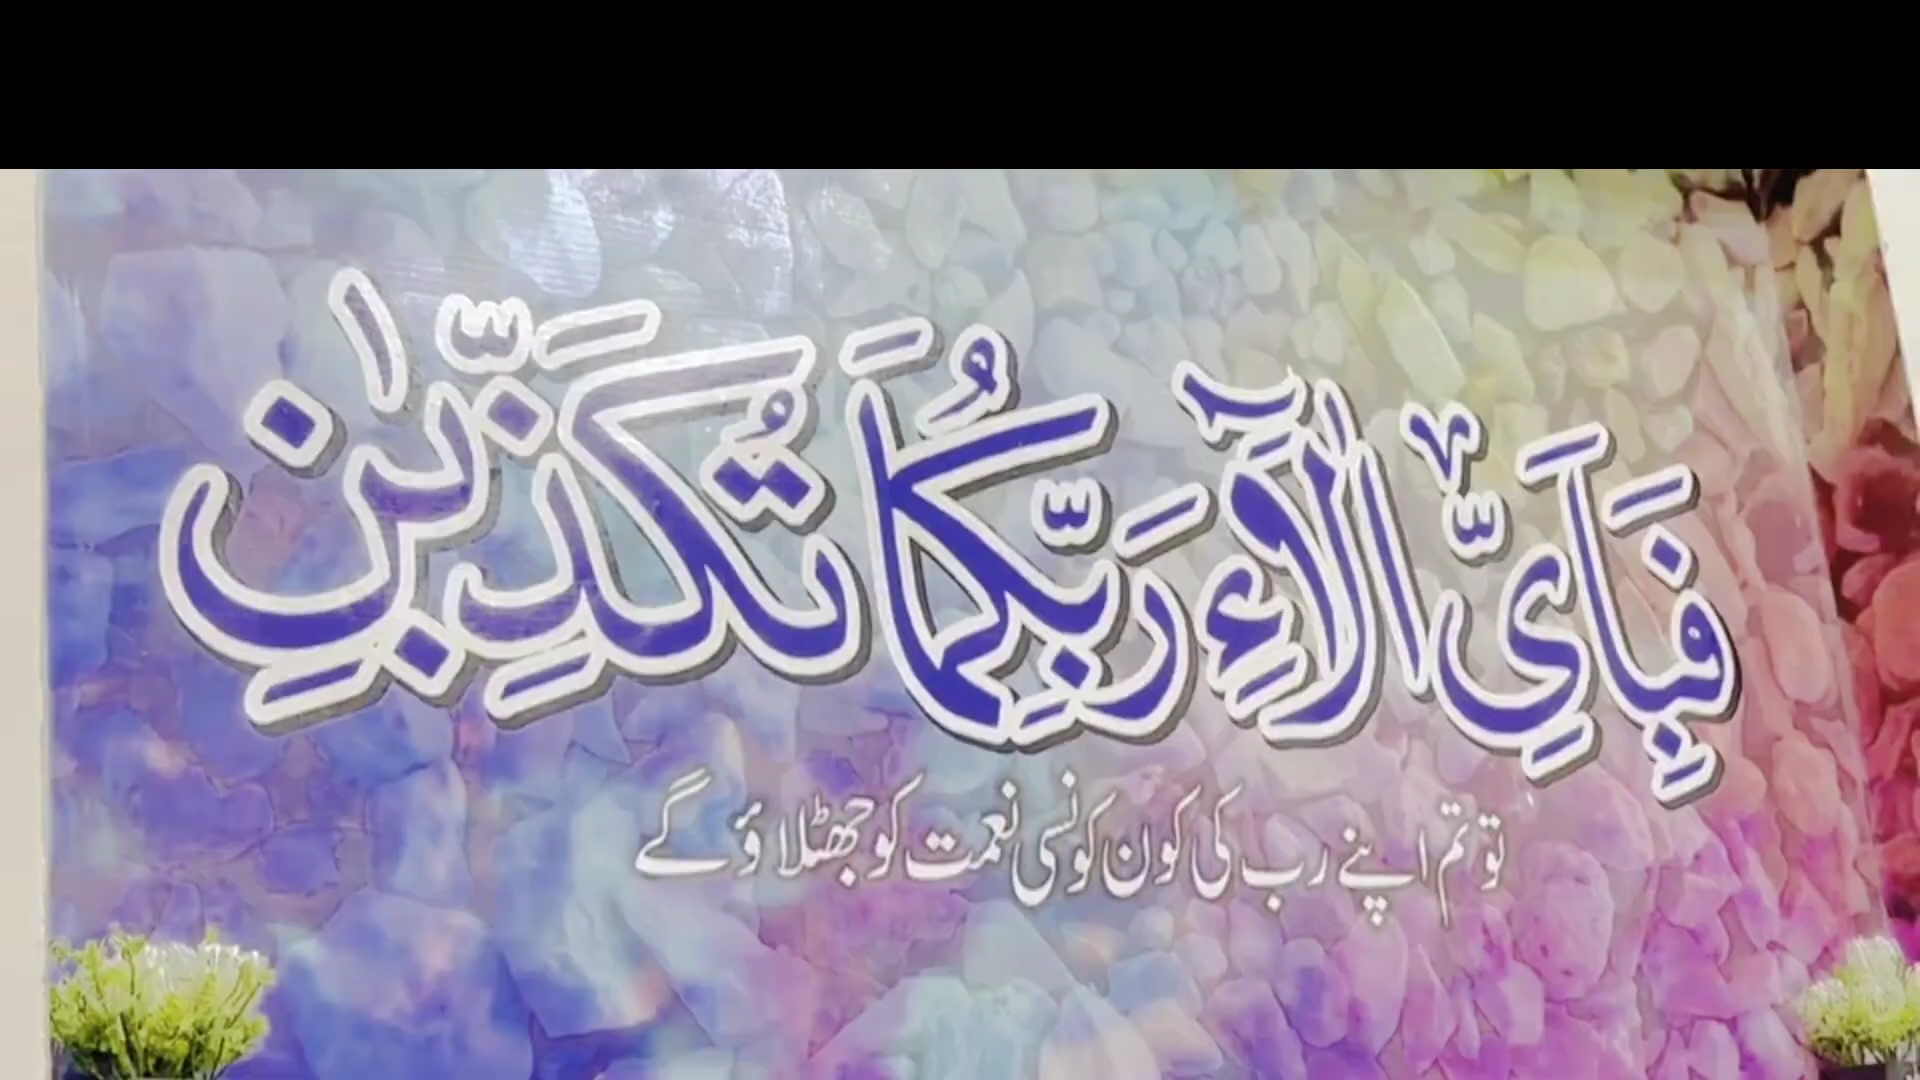 فَبِاَیِّ اٰلَآءِ رَبِّكُمَا تُكَذِّبٰنِ
تو تم اپنے رب کی کون کونسی نعمت کو جھٹلاؤ گے